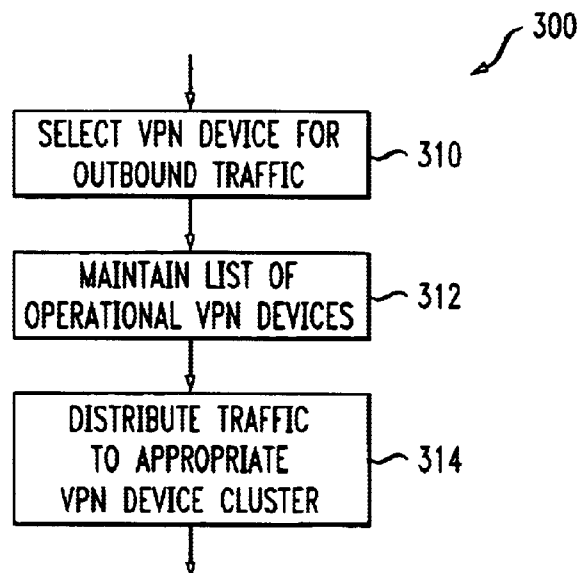 300
SELECT VPN DEVICE FOR
OUTBOUND TRAFFIC
310
MAINTAIN LIST OF
OPERATIONAL VPN DEVICES
312
DISTRIBUTE TRAFFIC
TO APPROPRIATE
VPN DEVICE CLUSTER
314